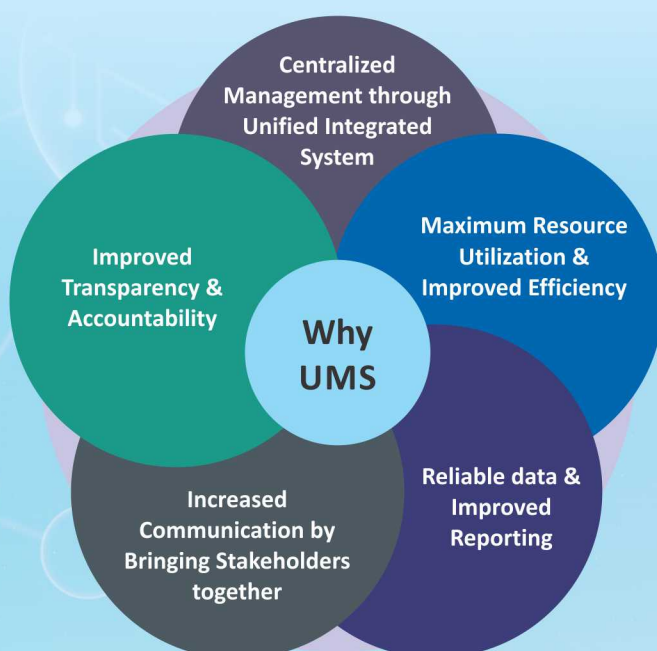 Centralized
Management through
Unified Integrated
System
Maximum Resource
Utilization &
Improved Efficiency
Improved
Transparency &
Accountability
Why
UMS
Reliable data &
Improved
Reporting
Increased
Communication by
Bringing Stakeholders
together